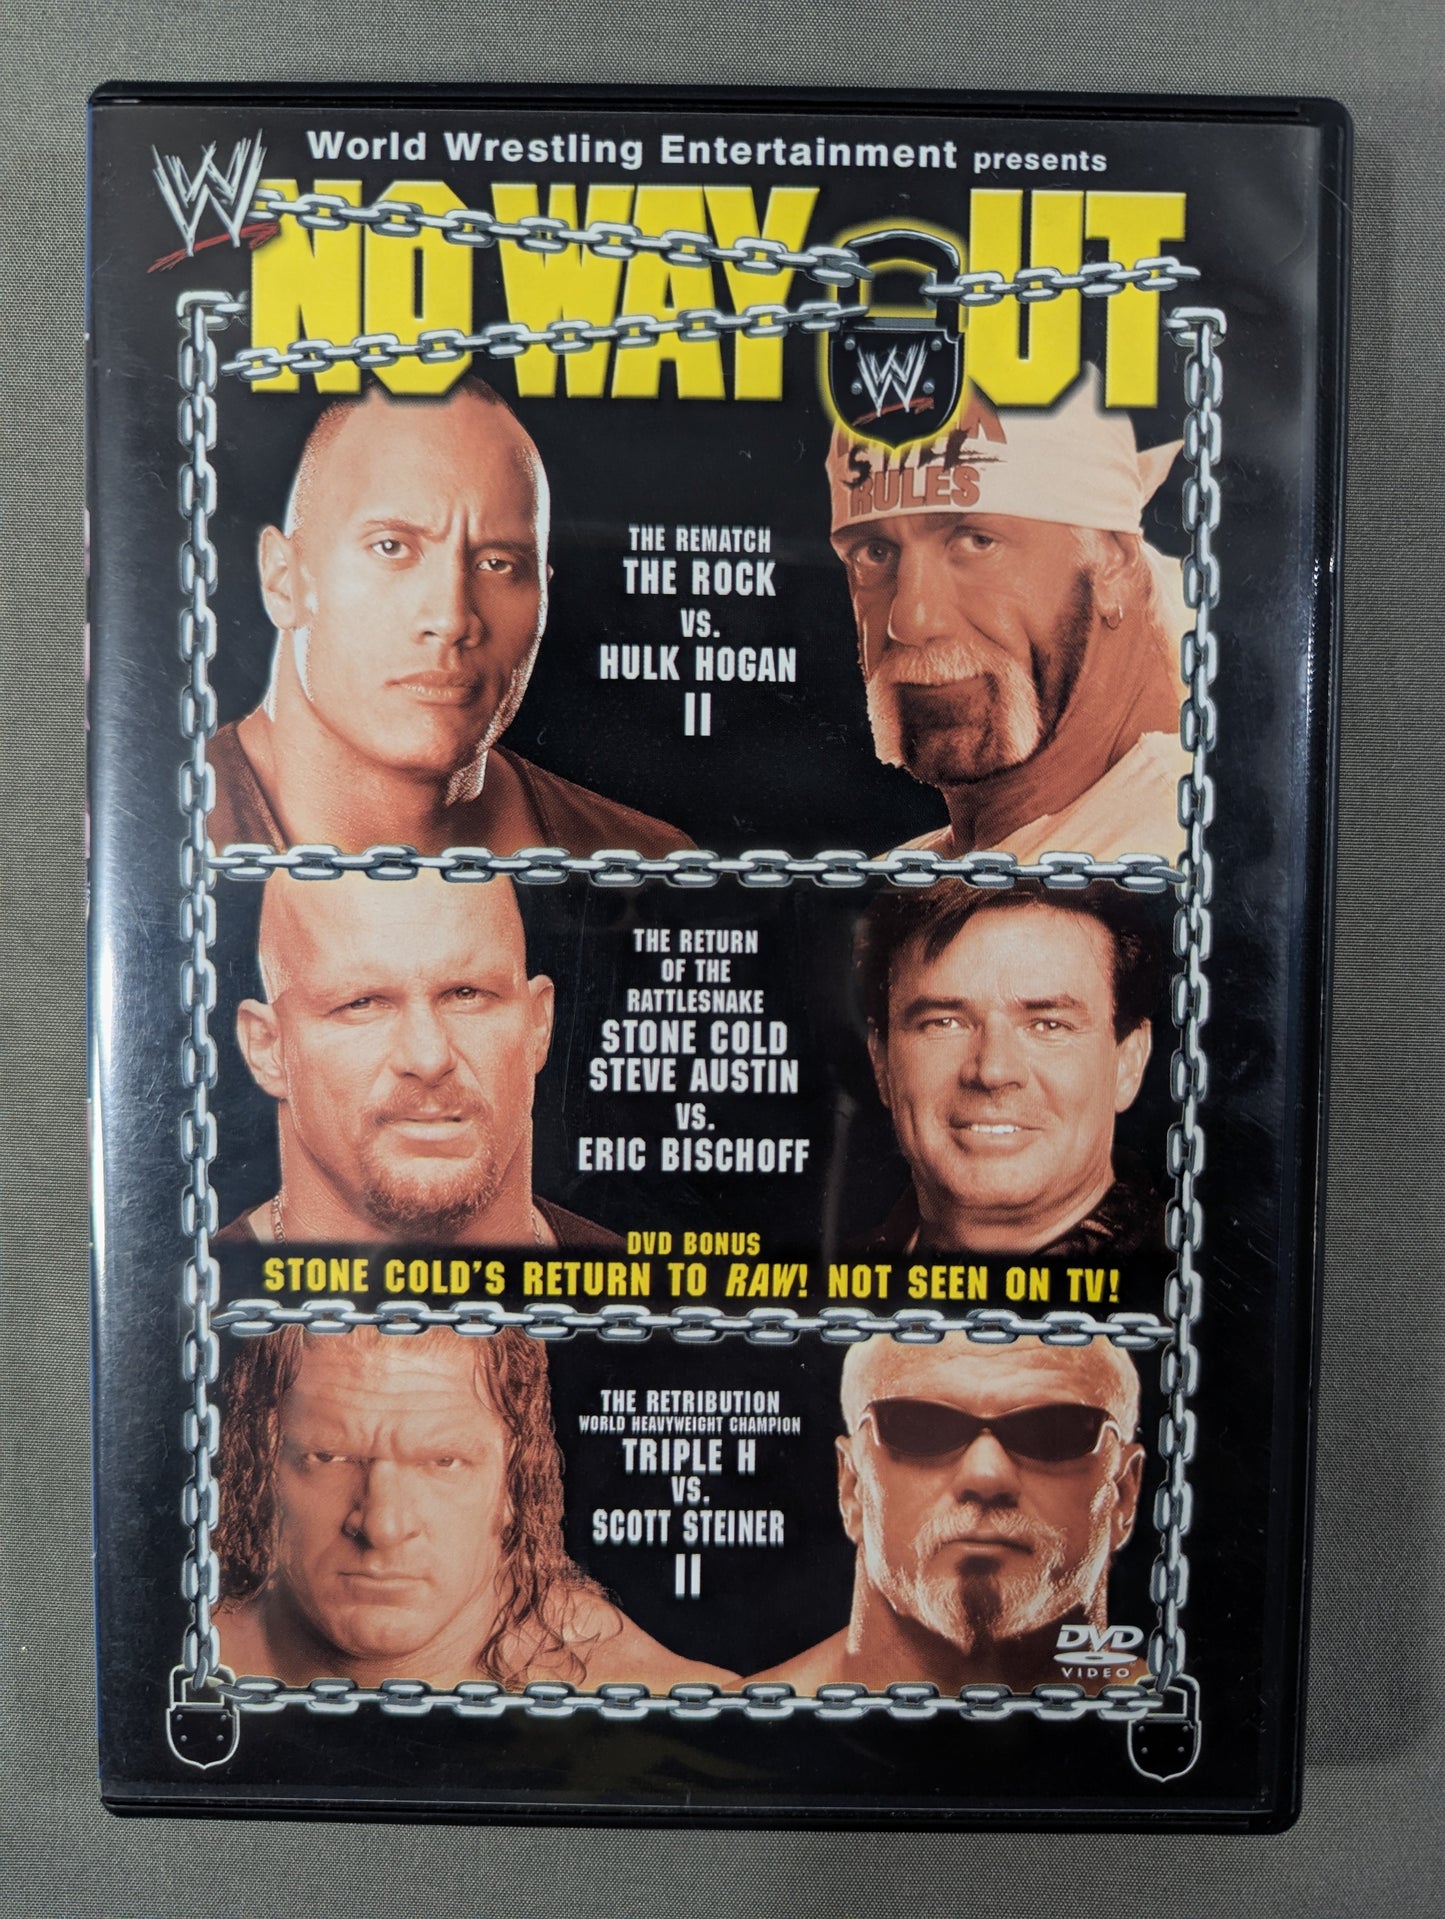 World Wrestling Entertainment presents
W
NO WAY OUT
W
STILL
RULES
THE REMATCH
THE ROCK
VS.
HULK HOGAN
II
THE RETURN
OF THE
RATTLESNAKE
STONE COLD
STEVE AUSTIN
VS.
ERIC BISCHOFF
DVD BONUS
STONE COLD'S RETURN TO RAW! NOT SEEN ON TV!
THE RETRIBUTION
WORLD HEAVYWEIGHT CHAMPION
TRIPLE H
VS.
SCOTT STEINER
II
DVD
VIDEO